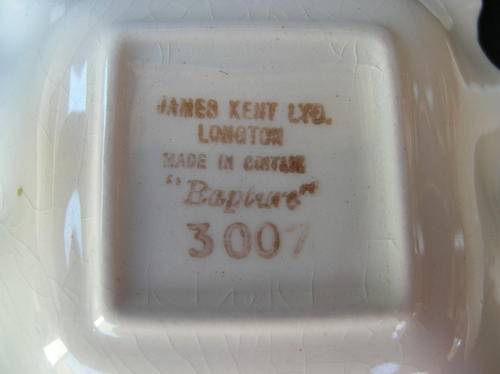 JAMES KENT LTD.
LONGTON
MADE IN BRITAIN
"Rapture"
3007